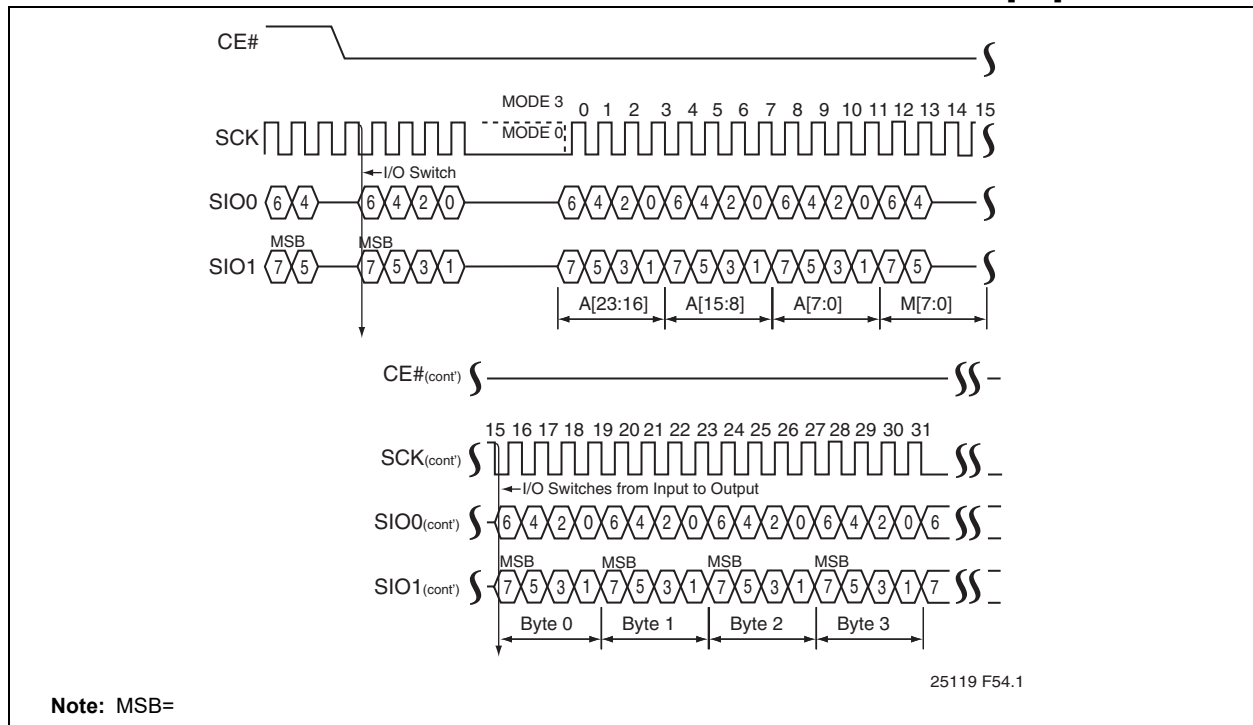 CE#
MODE 3 0 1 2 3 4 5 6 7 8 9 10 11 12 13 14 15
SCK MODE 0
I/O Switch
SIO0 6 4 6 4 2 0 6 4 2 0 6 4 2 0 6 4 2 0 6 4
MSB MSB
SIO1 7 5 7 5 3 1 7 5 3 1 7 5 3 1 7 5 3 1 7 5
A[23:16] A[15:8] A[7:0] M[7:0]
CE#(cont')
15 16 17 18 19 20 21 22 23 24 25 26 27 28 29 30 31
SCK(cont')
I/O Switches from Input to Output
SIO0(cont') 6 4 2 0 6 4 2 0 6 4 2 0 6 4 2 0 6
MSB MSB MSB MSB
SIO1(cont') 7 5 3 1 7 5 3 1 7 5 3 1 7 5 3 1 7
Byte 0 Byte 1 Byte 2 Byte 3
25119 F54.1
Note: MSB=